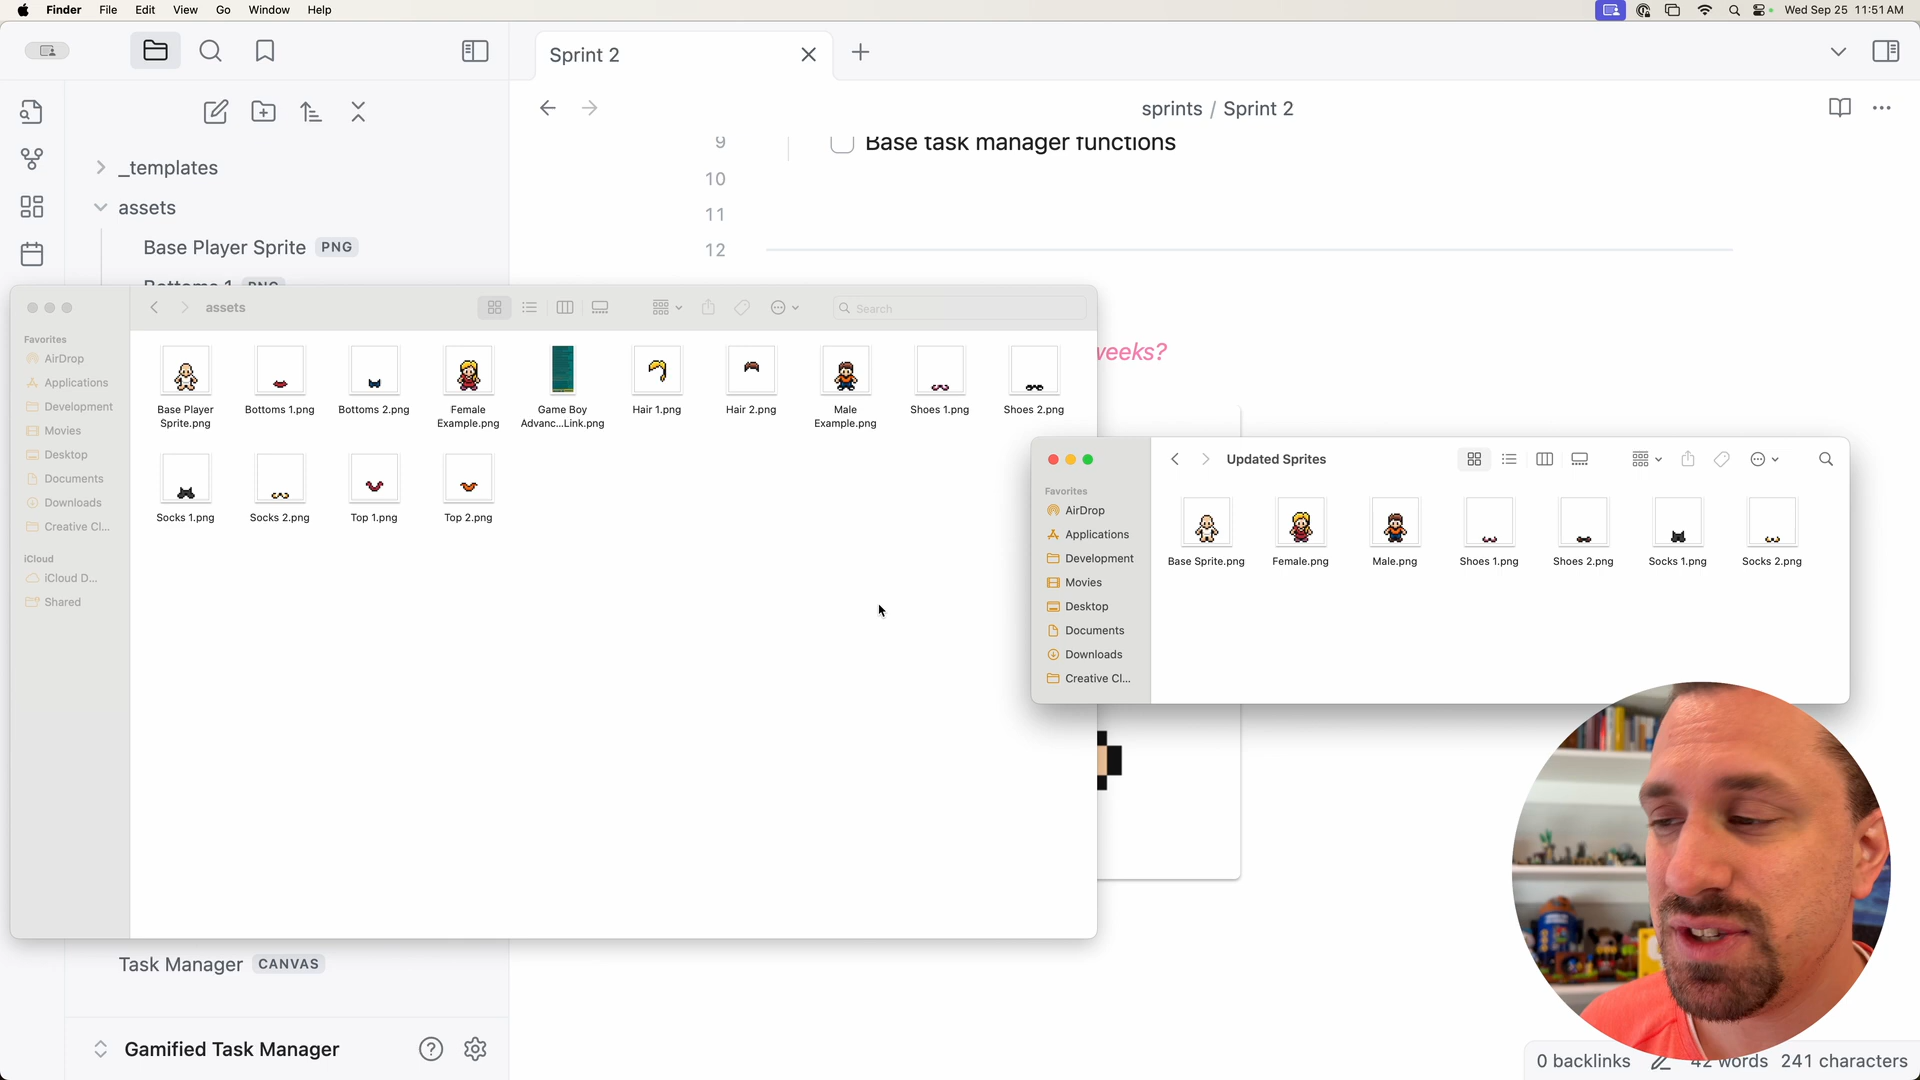 Finder File Edit View Go Window Help
Wed Sep 25 11:51 AM
Sprint 2
sprints / Sprint 2
_templates
assets
Base Player Sprite PNG
Bottoms 1 PNG
9 Base task manager functions
10
11
12
weeks?
assets
Search
Favorites
AirDrop
Applications
Development
Movies
Desktop
Documents
Downloads
Creative Cl...
iCloud
iCloud D...
Shared
Base Player
Sprite.png
Bottoms 1.png
Bottoms 2.png
Female
Example.png
Game Boy
Advanc...Link.png
Hair 1.png
Hair 2.png
Male
Example.png
Shoes 1.png
Shoes 2.png
Socks 1.png
Socks 2.png
Top 1.png
Top 2.png
Updated Sprites
Favorites
AirDrop
Applications
Development
Movies
Desktop
Documents
Downloads
Creative Cl...
Base Sprite.png
Female.png
Male.png
Shoes 1.png
Shoes 2.png
Socks 1.png
Socks 2.png
Task Manager CANVAS
Gamified Task Manager
0 backlinks 42 words 241 characters